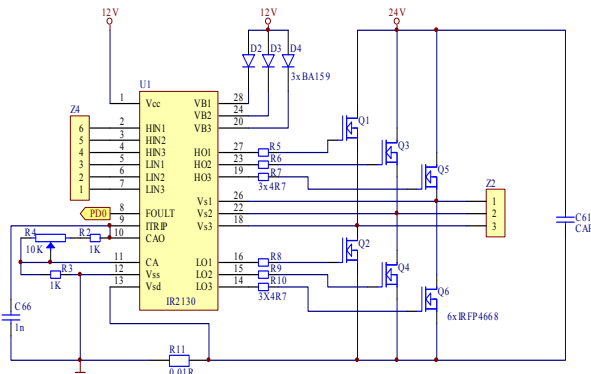 12V 12V 24V
D2 D3 D4
3xBA159
U1
1 Vcc VB1 28
VB2 24
VB3 20
Z4
6 2 HIN1 HO1 27 R5
5 3 HIN2 HO2 23 R6
4 4 HIN3 HO3 19 R7
3x4R7
3 5 LIN1
2 6 LIN2
1 7 LIN3
Q1
Q3
Q5
Vs1 26
Vs2 22
Vs3 18
Z2
1
2
3
C61
PD0 8 FOULT
9 ITRIP
10 CAO
R4 10K R2 1K
11 CA
12 Vss
13 Vsd
R3 1K
LO1 16 R8
LO2 15 R9
LO3 14 R10
3X4R7
IR2130
Q2
Q4
Q6
6xIRFP4668
C66
1n
R11
0.01R